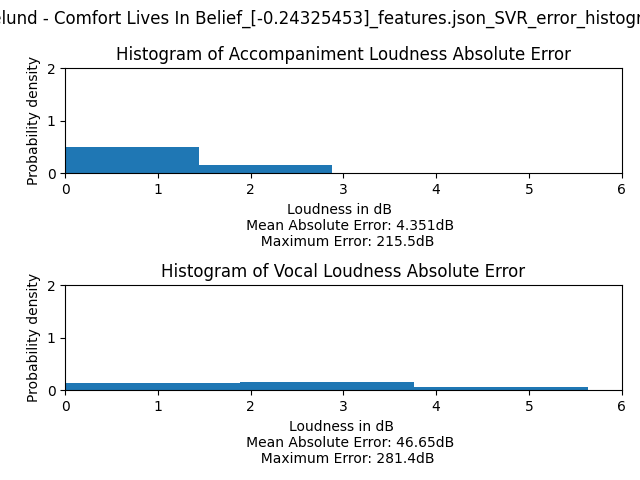 elund - Comfort Lives In Belief_[-0.24325453]_features.json_SVR_error_histogr
Histogram of Accompaniment Loudness Absolute Error
Probability density
2
1
0
0 1 2 3 4 5 6
Loudness in dB
Mean Absolute Error: 4.351dB
Maximum Error: 215.5dB
Histogram of Vocal Loudness Absolute Error
Probability density
2
1
0
0 1 2 3 4 5 6
Loudness in dB
Mean Absolute Error: 46.65dB
Maximum Error: 281.4dB